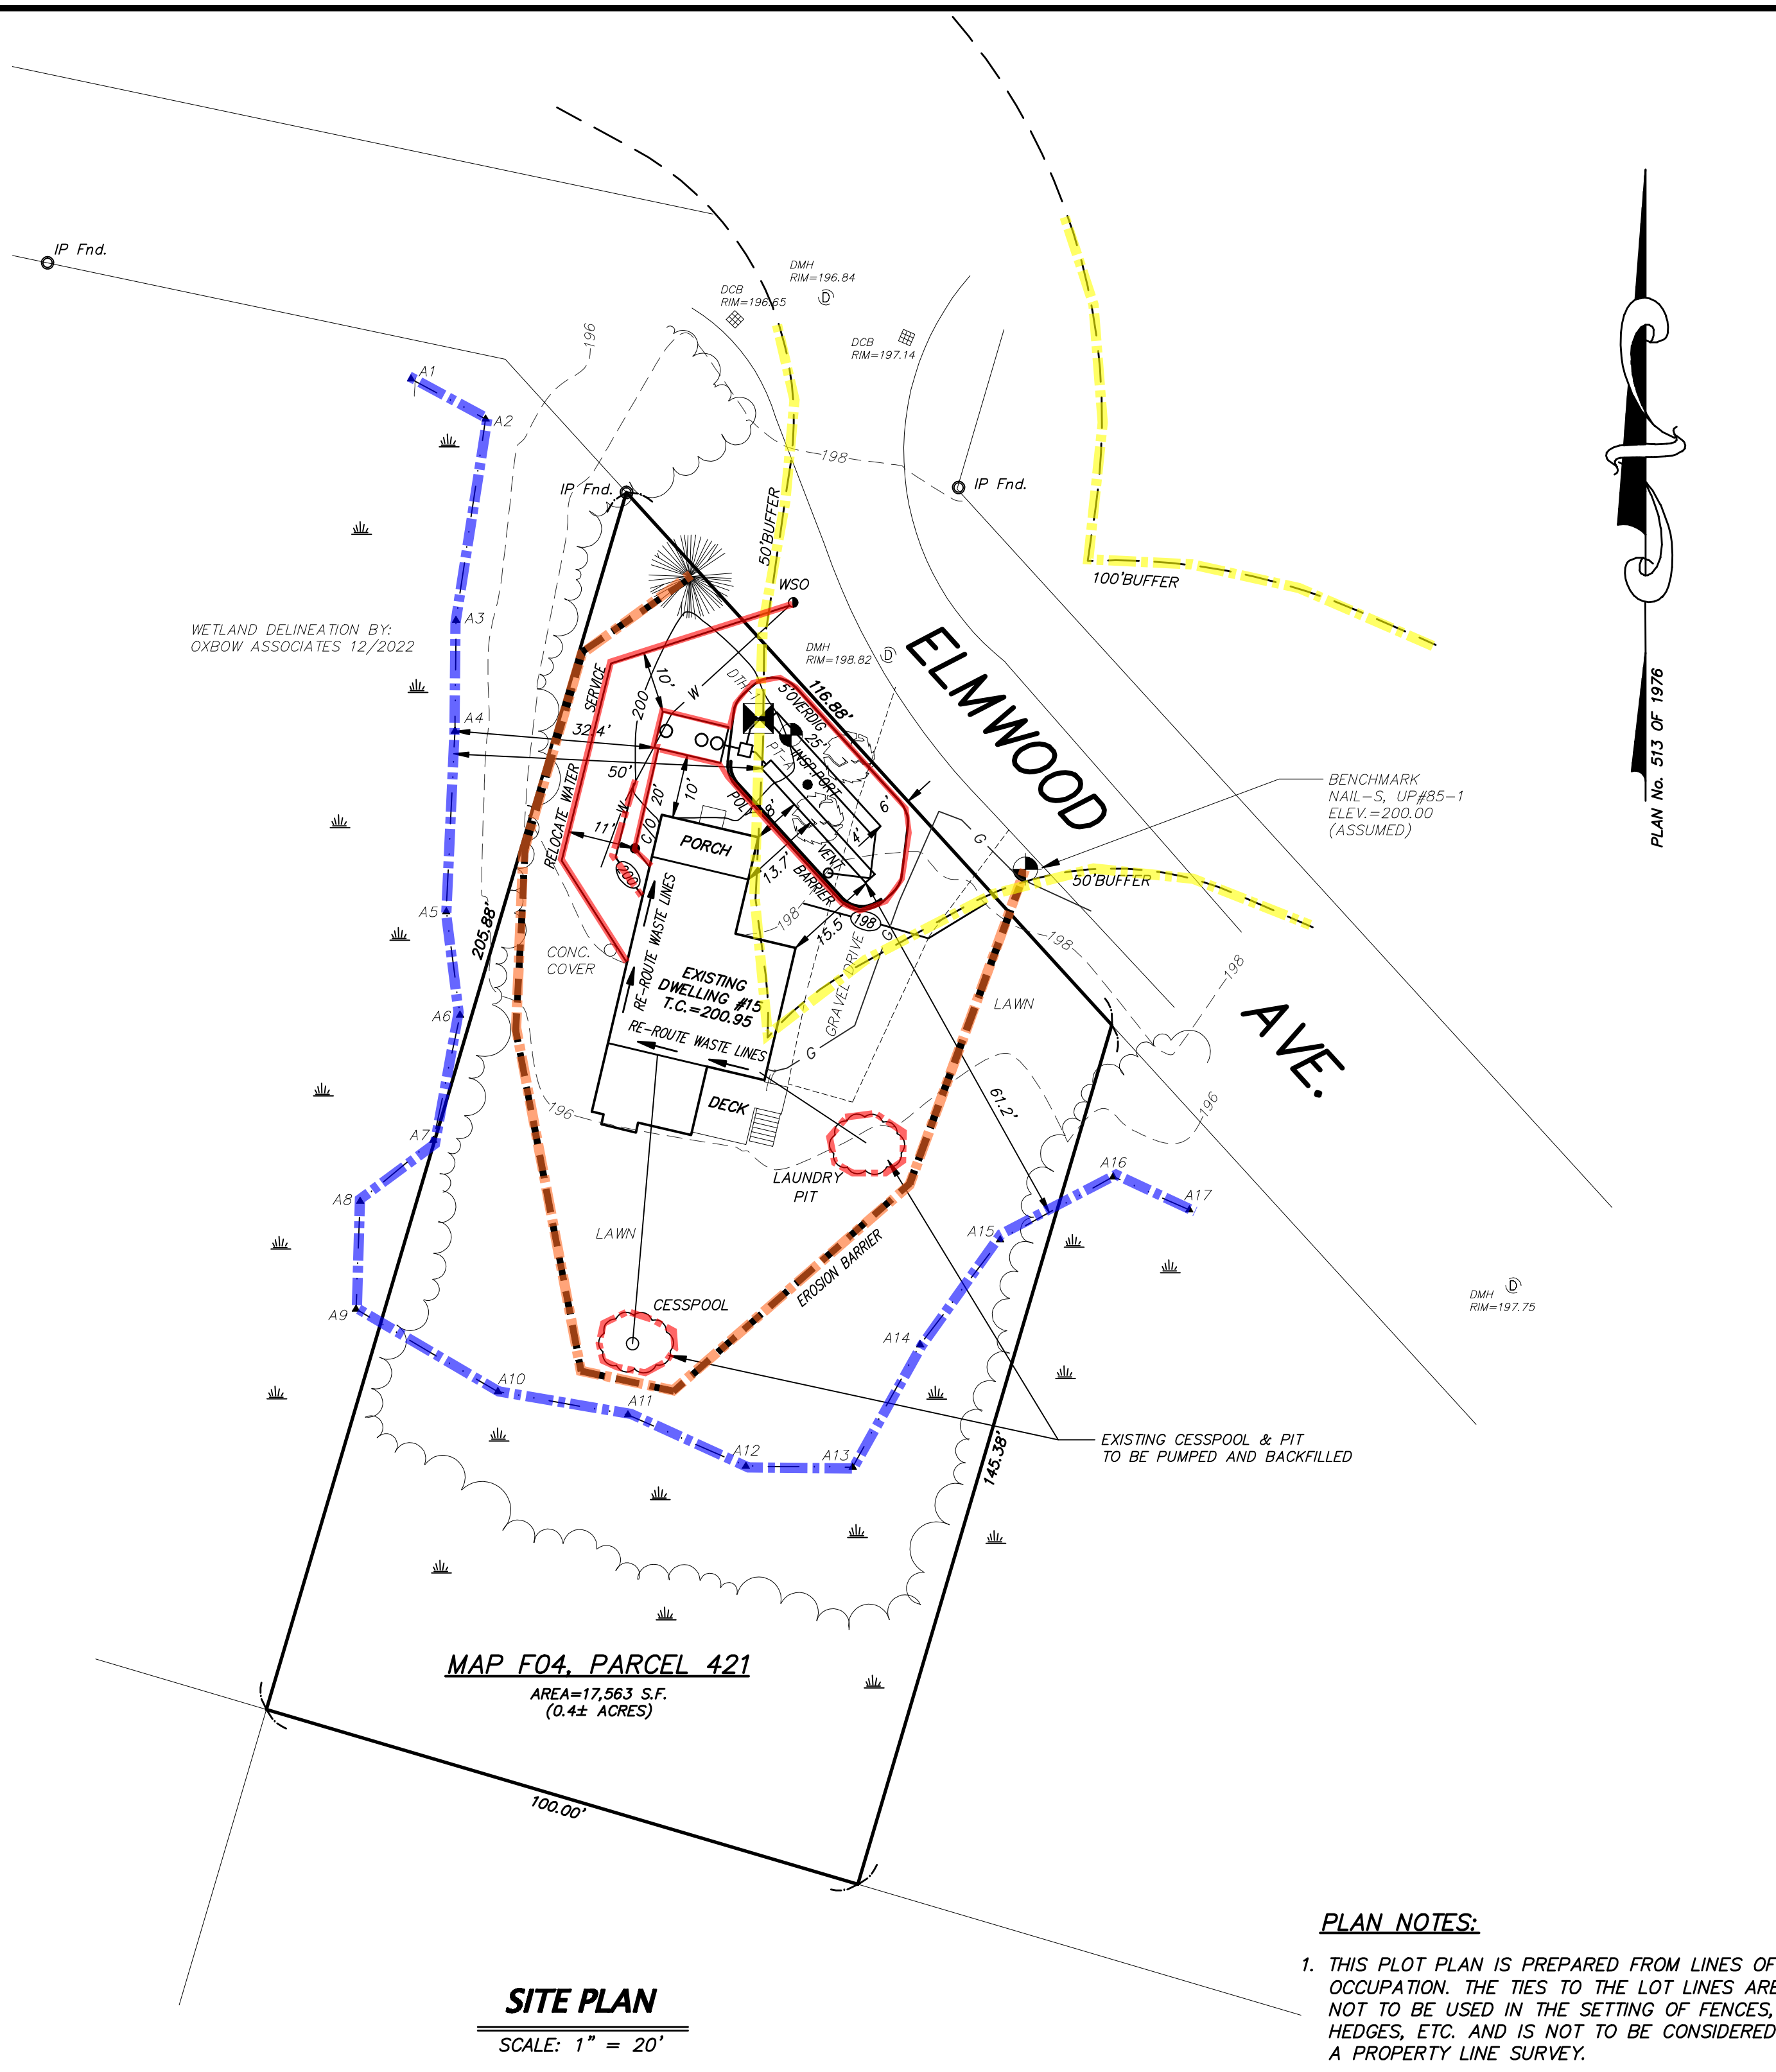 IP Fnd.
DMH
RIM=196.84
DCB
RIM=196.65
DCB
RIM=197.14
196
A1
A2
198
IP Fnd.
IP Fnd.
50'BUFFER
100'BUFFER
WSO
A3
WETLAND DELINEATION BY:
OXBOW ASSOCIATES 12/2022
DMH
RIM=198.82
ELMWOOD
AVE.
PLAN No. 513 OF 1976
10'
SERVICE
RELOCATE WATER
200
W
5'OVERDIG
116.88'
25'
PT-A
INSP.PORT
A4
32.4'
50'
20'
10'
POLY
BARRIER
8'
6'
4'
VENT
W
C/O
11'
200
PORCH
13.7'
G
BENCHMARK
NAIL-S, UP#85-1
ELEV.=200.00
(ASSUMED)
50'BUFFER
A5
205.88'
198
198
15.5'
G
198
198
CONC.
COVER
RE-ROUTE WASTE LINES
EXISTING
DWELLING #15
T.C.=200.95
RE-ROUTE WASTE LINES
GRAVEL DRIVE
G
LAWN
A6
DECK
196
61.2'
196
A7
A8
A9
LAUNDRY
PIT
A16
A17
A15
LAWN
EROSION BARRIER
CESSPOOL
DMH
RIM=197.75
D
D
D
A14
A10
A11
A12
A13
EXISTING CESSPOOL & PIT
TO BE PUMPED AND BACKFILLED
145.38'
MAP F04, PARCEL 421
AREA=17,563 S.F.
(0.4± ACRES)
100.00'
SITE PLAN
SCALE: 1" = 20'
PLAN NOTES:
1. THIS PLOT PLAN IS PREPARED FROM LINES OF
OCCUPATION. THE TIES TO THE LOT LINES ARE
NOT TO BE USED IN THE SETTING OF FENCES,
HEDGES, ETC. AND IS NOT TO BE CONSIDERED
A PROPERTY LINE SURVEY.